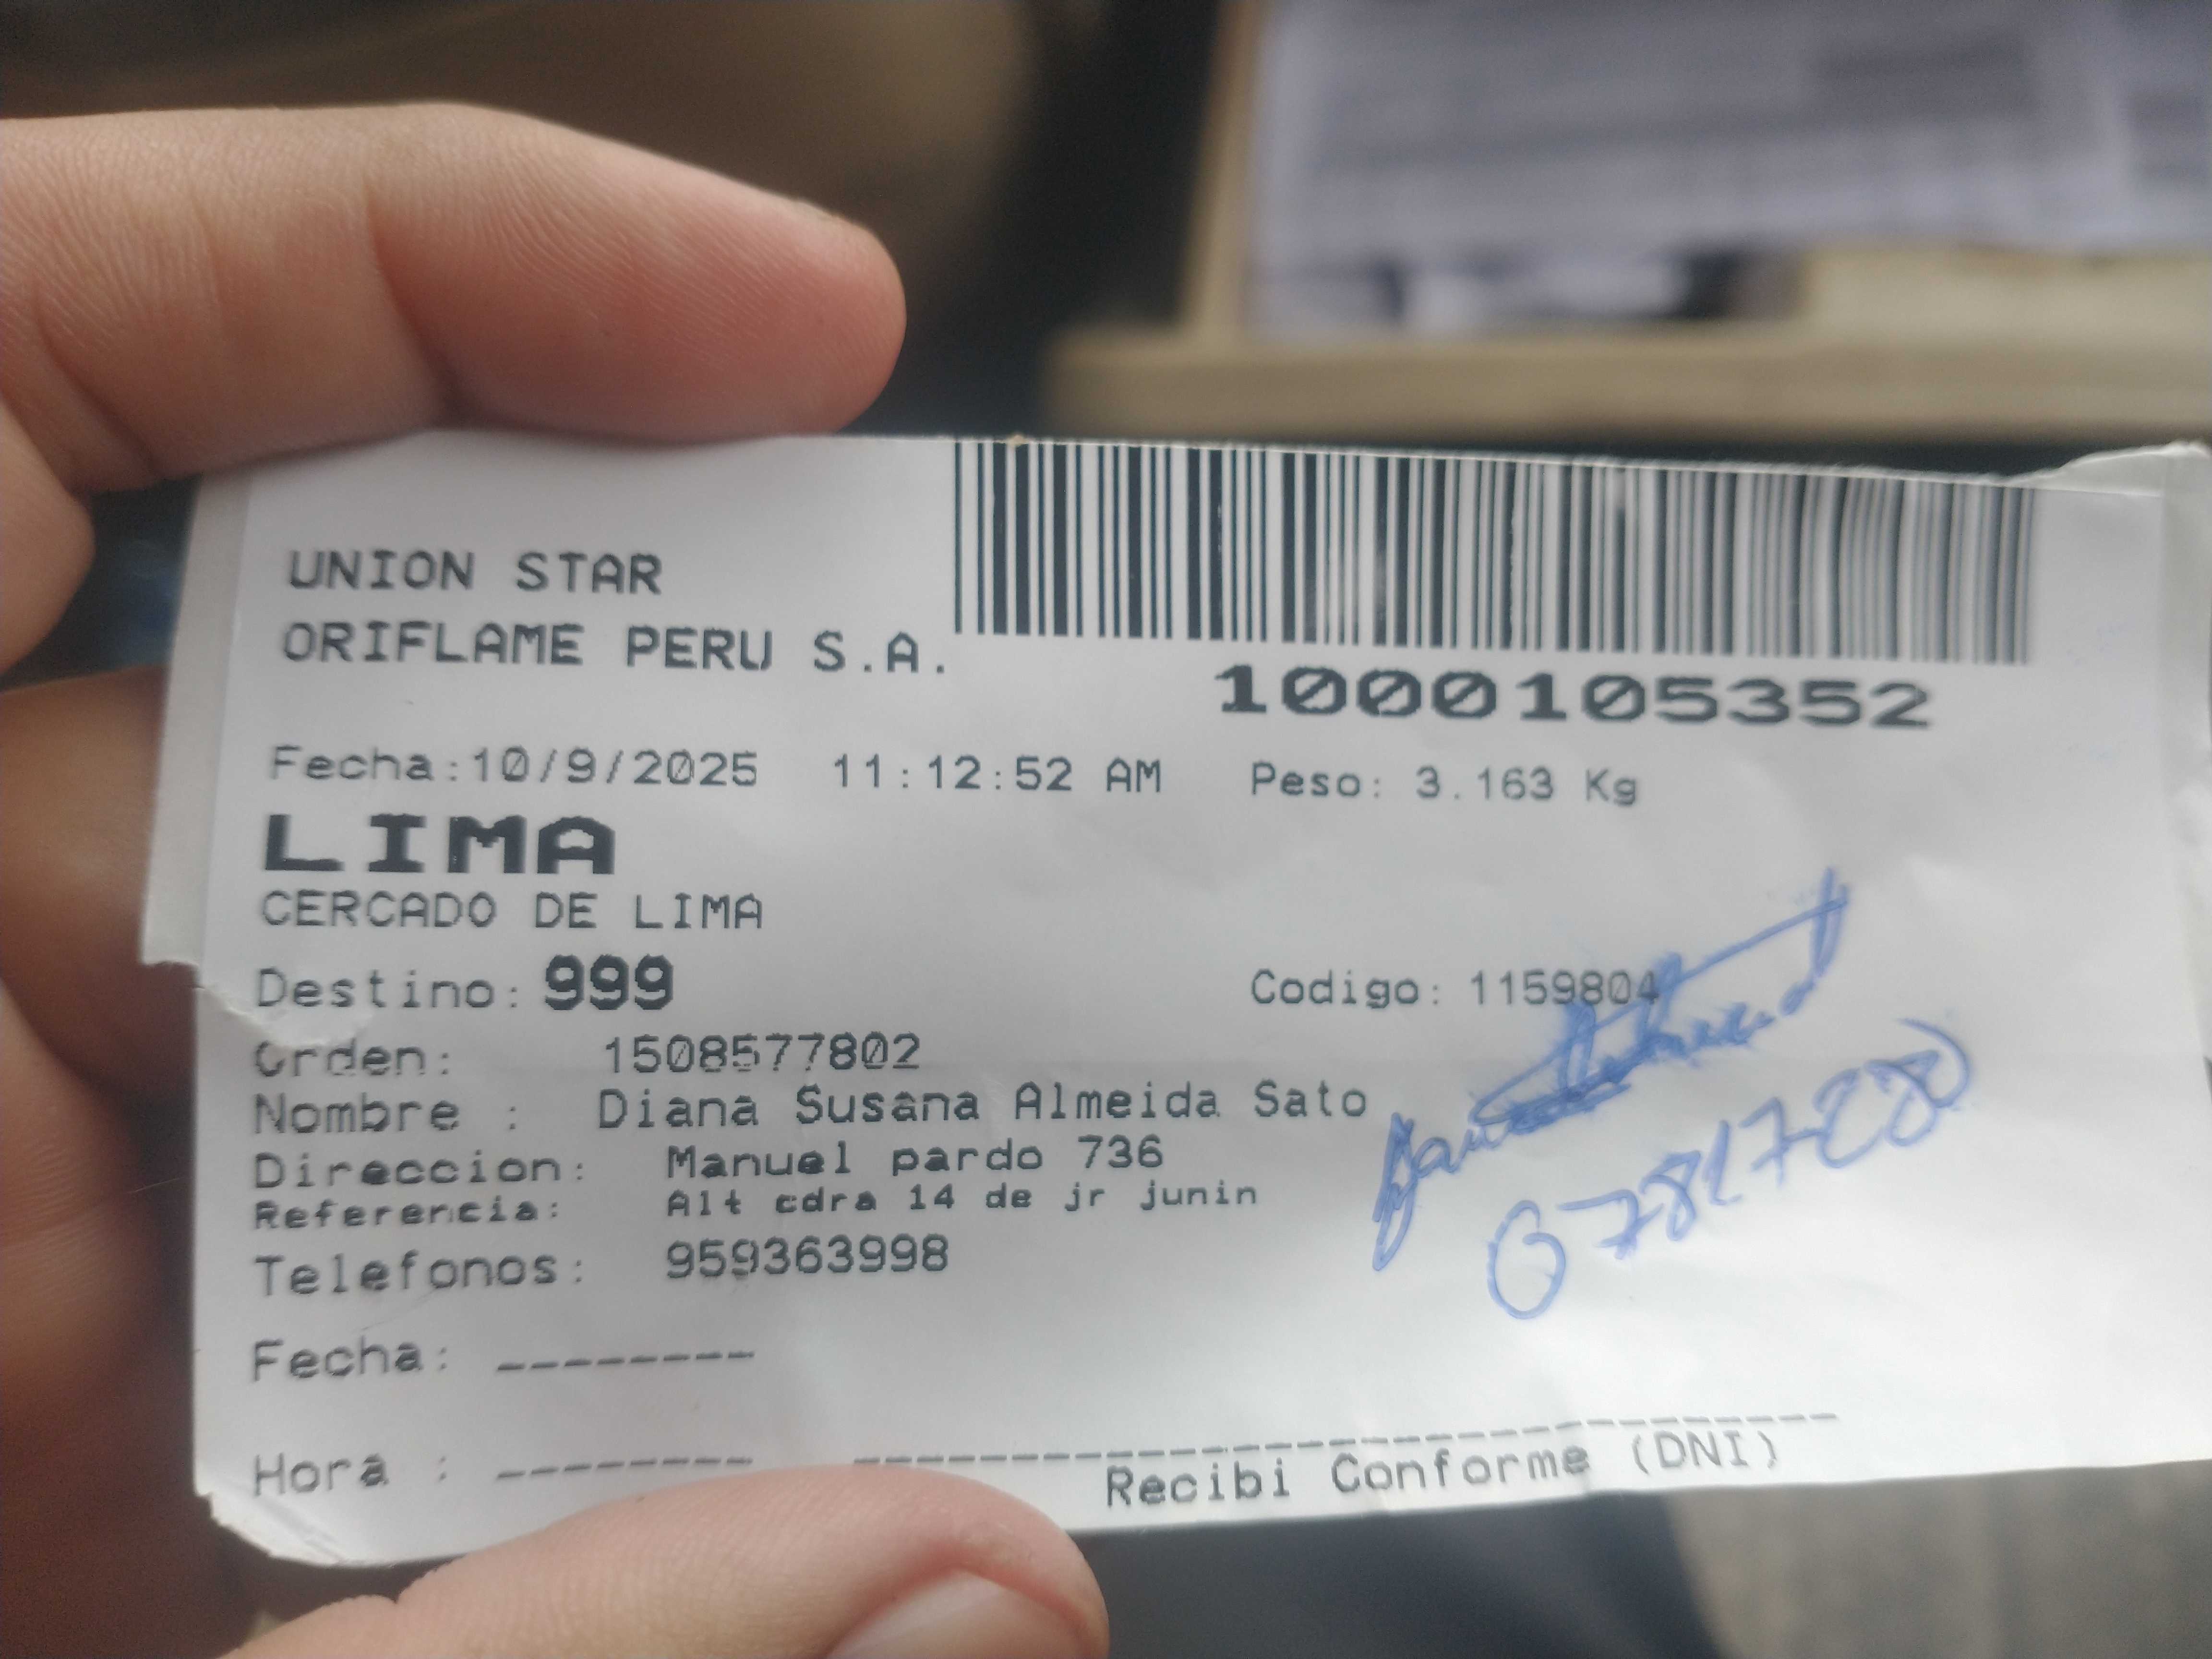 UNION STAR
ORIFLAME PERU S.A.
1000105352
Fecha:10/9/2025 11:12:52 AM Peso: 3.163 Kg
LIMA
CERCADO DE LIMA
Destino: 999 Codigo: 1159804
Orden: 1508577802
Nombre : Diana Susana Almeida Sato
Direccion: Manuel pardo 736
Referencia: Alt cdra 14 de jr junin
Telefonos: 959363998
Fecha: --------
Hora : --------
Recibi Conforme (DNI)